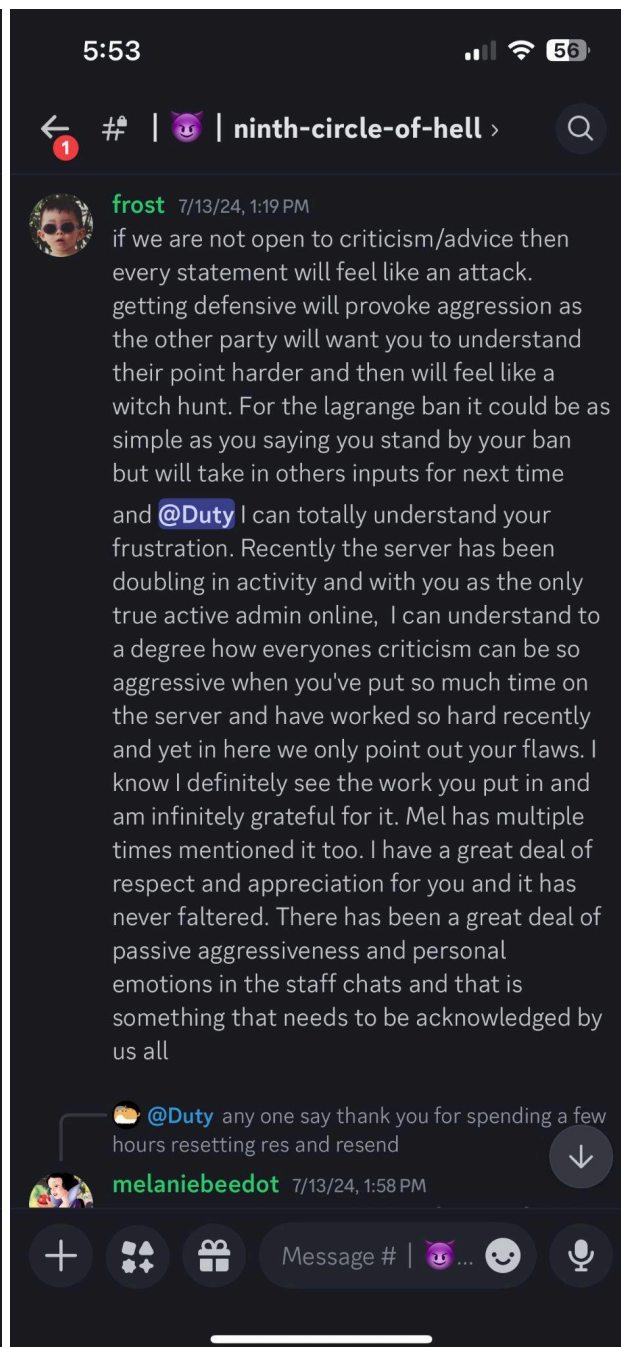 5:53
56
1
# | 😈 | ninth-circle-of-hell ›
frost 7/13/24, 1:19 PM
if we are not open to criticism/advice then
every statement will feel like an attack.
getting defensive will provoke aggression as
the other party will want you to understand
their point harder and then will feel like a
witch hunt. For the lagrange ban it could be as
simple as you saying you stand by your ban
but will take in others inputs for next time
and @Duty I can totally understand your
frustration. Recently the server has been
doubling in activity and with you as the only
true active admin online, I can understand to
a degree how everyones criticism can be so
aggressive when you've put so much time on
the server and have worked so hard recently
and yet in here we only point out your flaws. I
know I definitely see the work you put in and
am infinitely grateful for it. Mel has multiple
times mentioned it too. I have a great deal of
respect and appreciation for you and it has
never faltered. There has been a great deal of
passive aggressiveness and personal
emotions in the staff chats and that is
something that needs to be acknowledged by
us all
@Duty any one say thank you for spending a few
hours resetting res and resend
melaniebeedot 7/13/24, 1:58 PM
Message # | 😈...